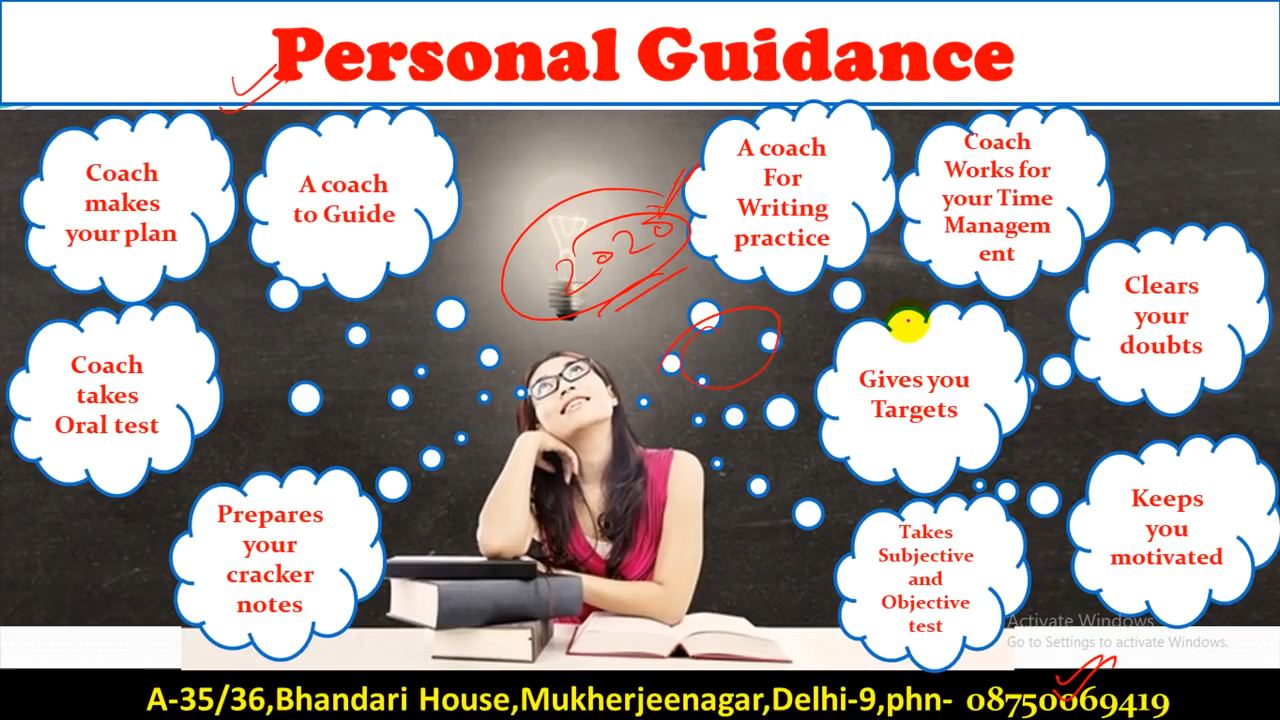 Personal Guidance
Coach
makes
your plan
A coach
to Guide
A coach
For
Writing
practice
Coach
Works for
your Time
Managem
ent
Clears
your
doubts
Coach
takes
Oral test
2020
Gives you
Targets
Prepares
your
cracker
notes
Takes
Subjective
and
Objective
test
Keeps
you
motivated
Activate Windows
Go to Settings to activate Windows.
A-35/36,Bhandari House,Mukherjeenagar,Delhi-9,phn- 08750069419